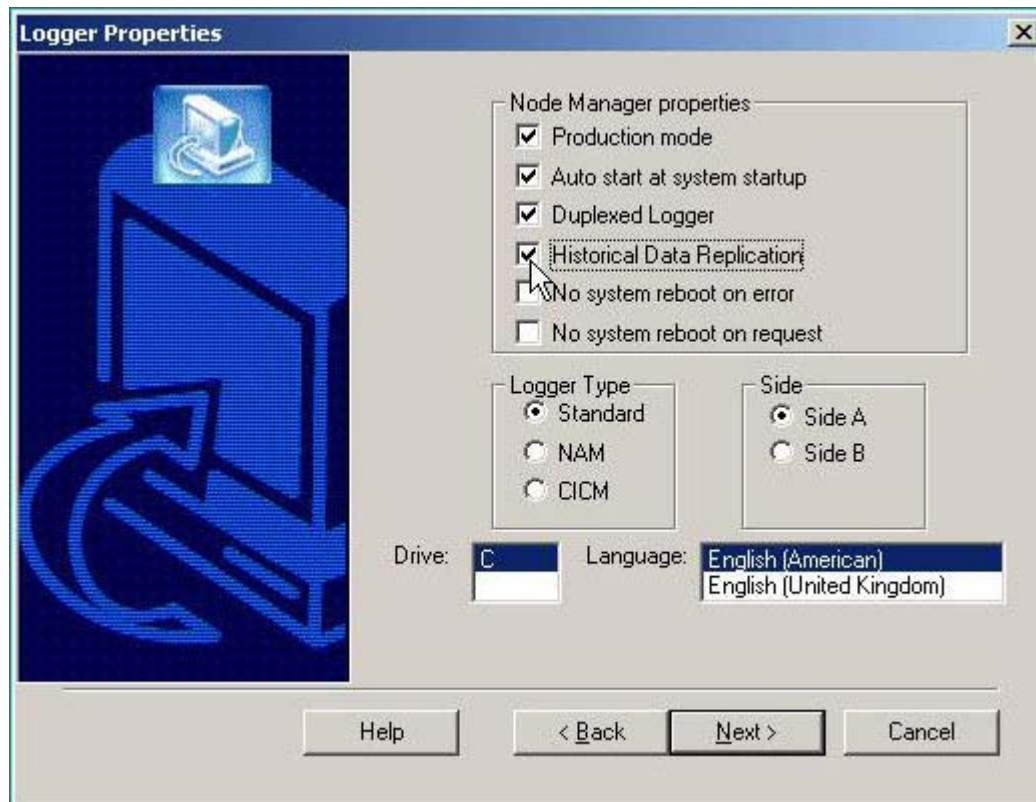 Logger Properties
Node Manager properties
Production mode
Auto start at system startup
Duplexed Logger
Historical Data Replication
No system reboot on error
No system reboot on request
Logger Type
Standard
NAM
CICM
Side
Side A
Side B
Drive:
C
Language:
English (American)
English (United Kingdom)
Help
< Back
Next >
Cancel